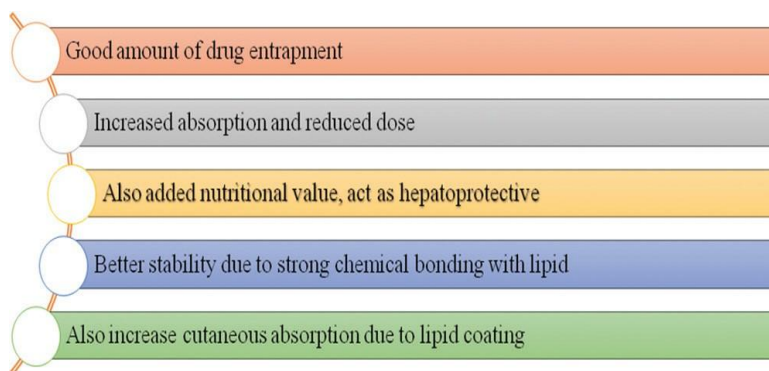 Good amount of drug entrapment
Increased absorption and reduced dose
Also added nutritional value, act as hepatoprotective
Better stability due to strong chemical bonding with lipid
Also increase cutaneous absorption due to lipid coating